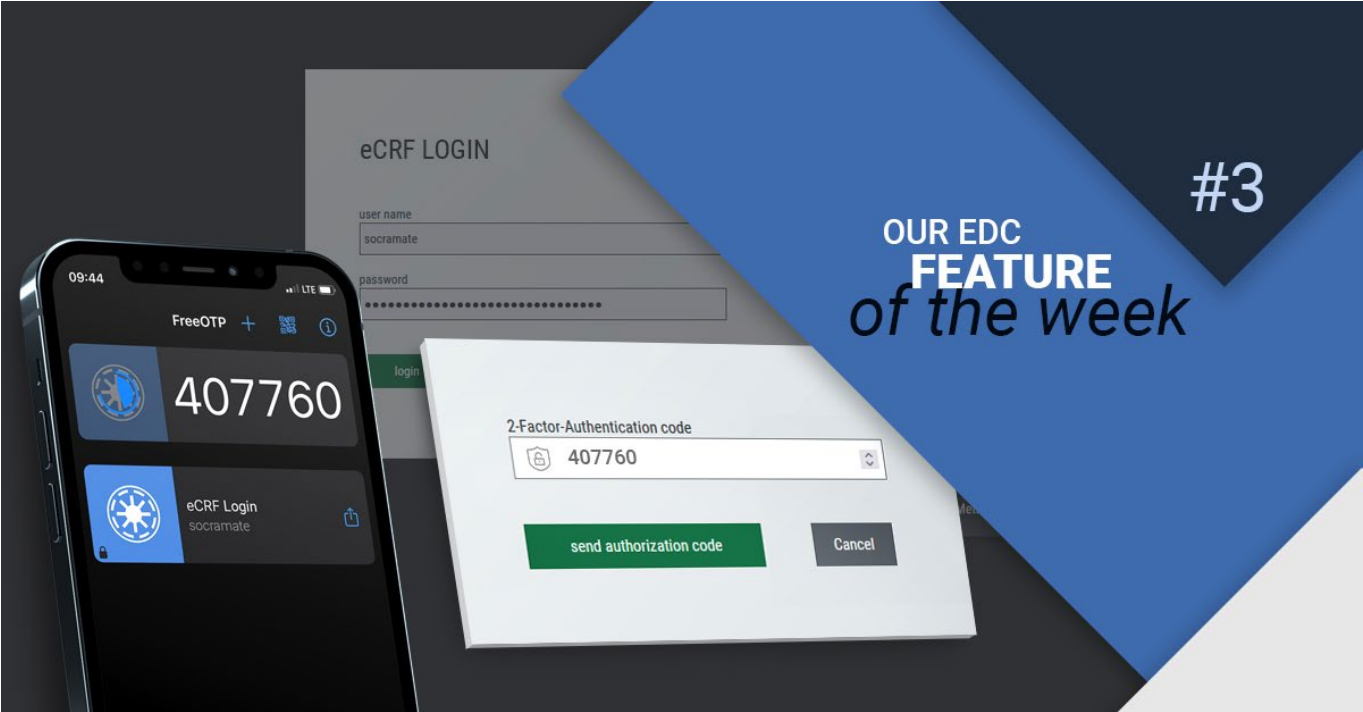 eCRF LOGIN
user name
socramate
password
login
09:44
LTE
FreeOTP
407760
eCRF Login
socramate
2-Factor-Authentication code
407760
send authorization code
Cancel
#3
OUR EDC
FEATURE
of the week